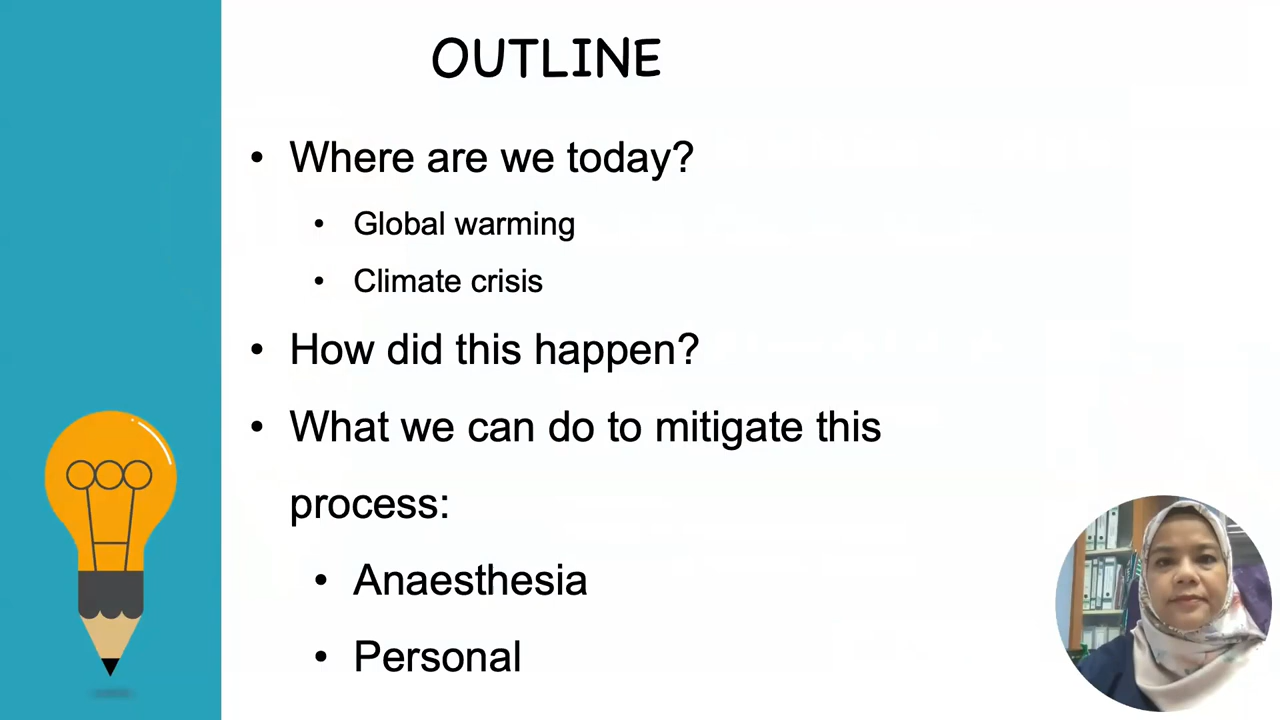 OUTLINE
• Where are we today?
• Global warming
• Climate crisis
• How did this happen?
• What we can do to mitigate this
process:
• Anaesthesia
• Personal